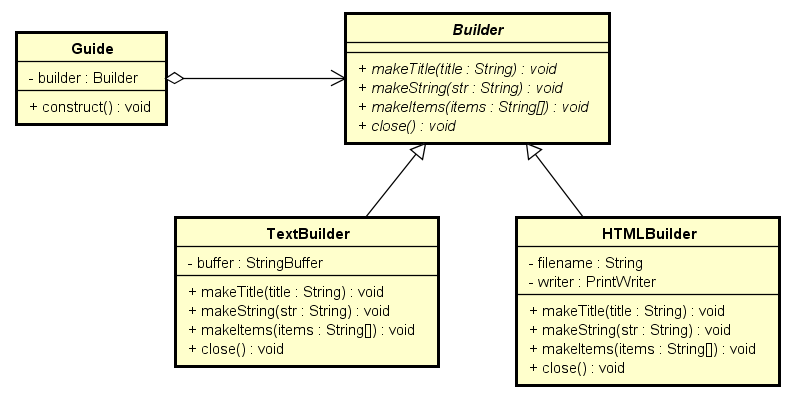 Guide
- builder : Builder
+ construct() : void
Builder
+ makeTitle(title : String) : void
+ makeString(str : String) : void
+ makeItems(items : String[]) : void
+ close() : void
TextBuilder
- buffer : StringBuffer
+ makeTitle(title : String) : void
+ makeString(str : String) : void
+ makeItems(items : String[]) : void
+ close() : void
HTMLBuilder
- filename : String
- writer : PrintWriter
+ makeTitle(title : String) : void
+ makeString(str : String) : void
+ makeItems(items : String[]) : void
+ close() : void